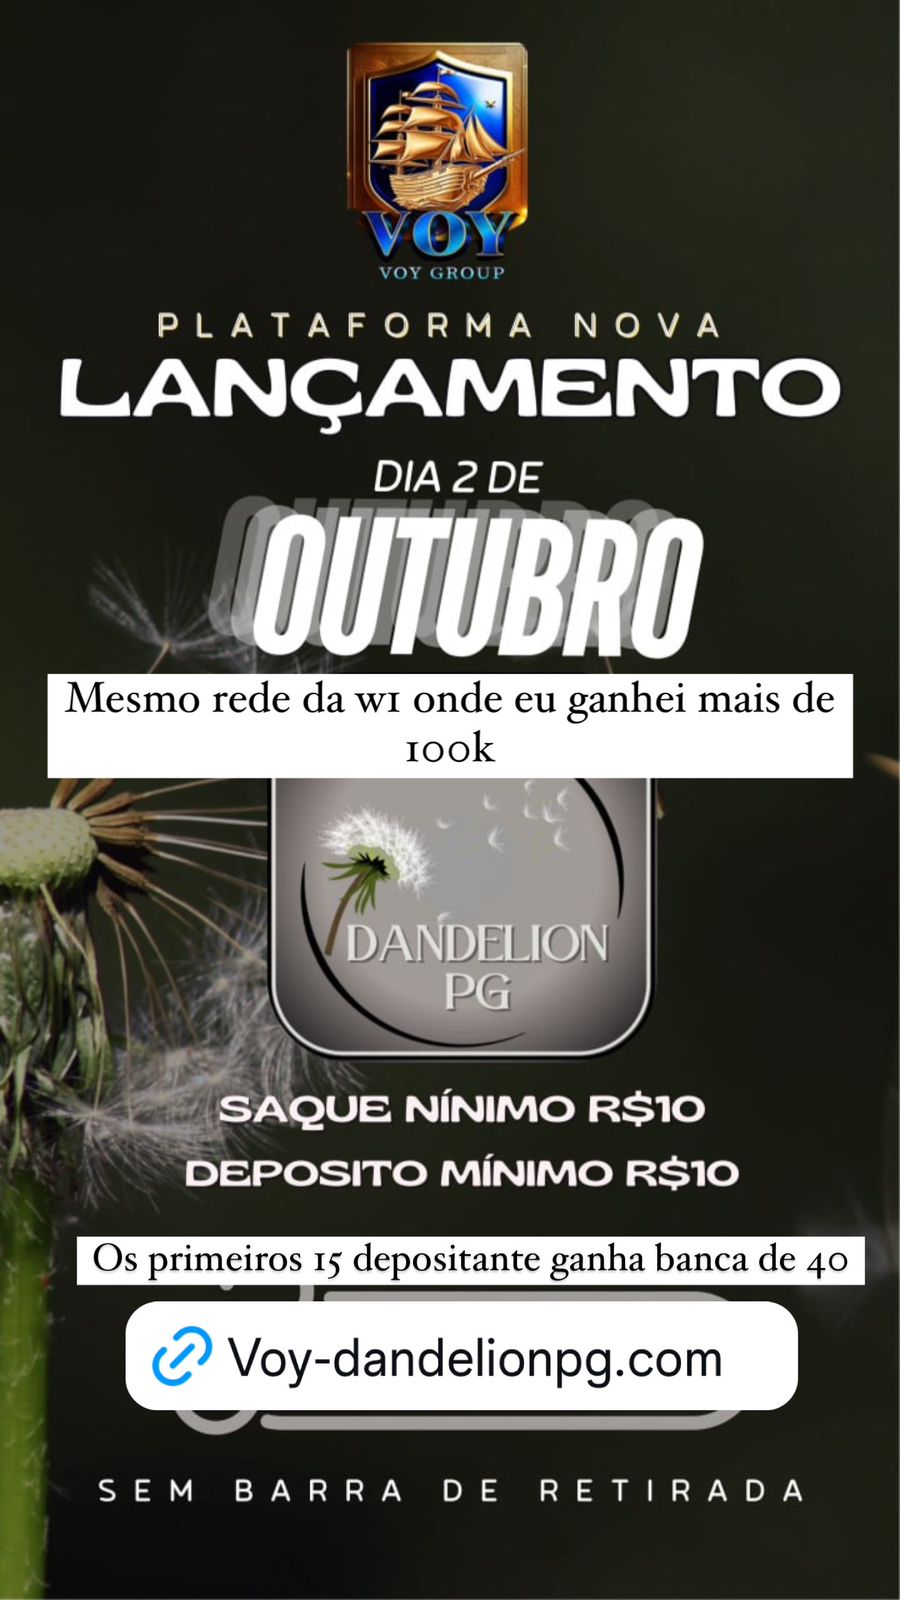 VOY
VOY GROUP
PLATAFORMA NOVA
LANÇAMENTO
DIA 2 DE
OUTUBRO
Mesmo rede da w1 onde eu ganhei mais de
100k
DANDELION
PG
SAQUE NÍNIMO R$10
DEPOSITO MÍNIMO R$10
Os primeiros 15 depositante ganha banca de 40
Voy-dandelionpg.com
SEM BARRA DE RETIRADA